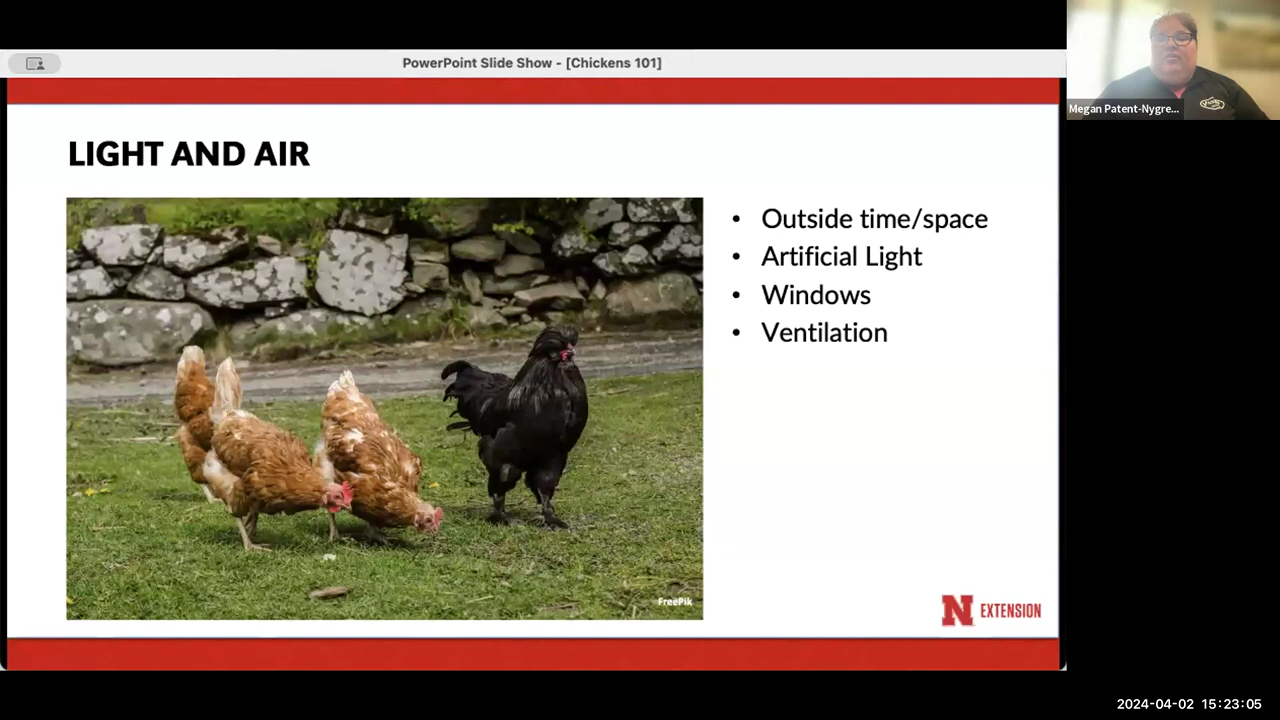 PowerPoint Slide Show - [Chickens 101]
Megan Patent-Nygre...
LIGHT AND AIR
• Outside time/space
• Artificial Light
• Windows
• Ventilation
FreePik
N EXTENSION
2024-04-02 15:23:05